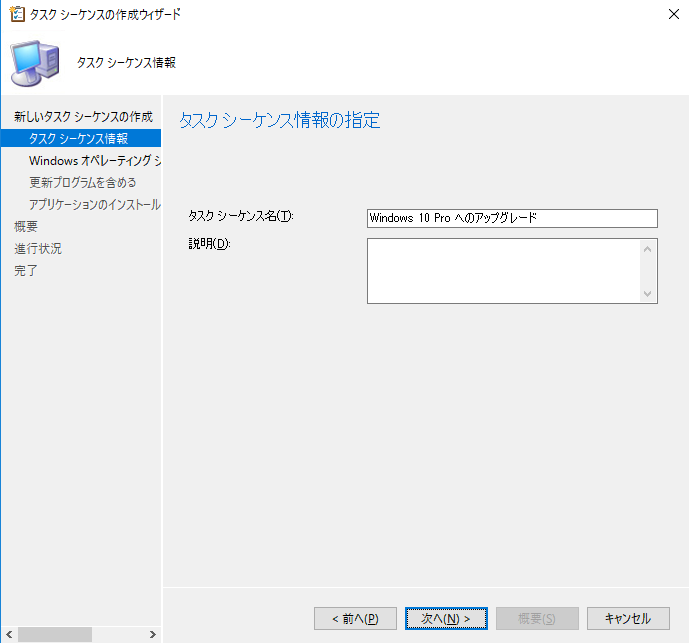 タスク シーケンスの作成ウィザード
タスク シーケンス情報
新しいタスク シーケンスの作成
タスク シーケンス情報
Windows オペレーティング シ
更新プログラムを含める
アプリケーションのインストール
概要
進行状況
完了
タスク シーケンス情報の指定
タスク シーケンス名(T):
Windows 10 Pro へのアップグレード
説明(D):
< 前へ(P)
次へ(N) >
概要(S)
キャンセル